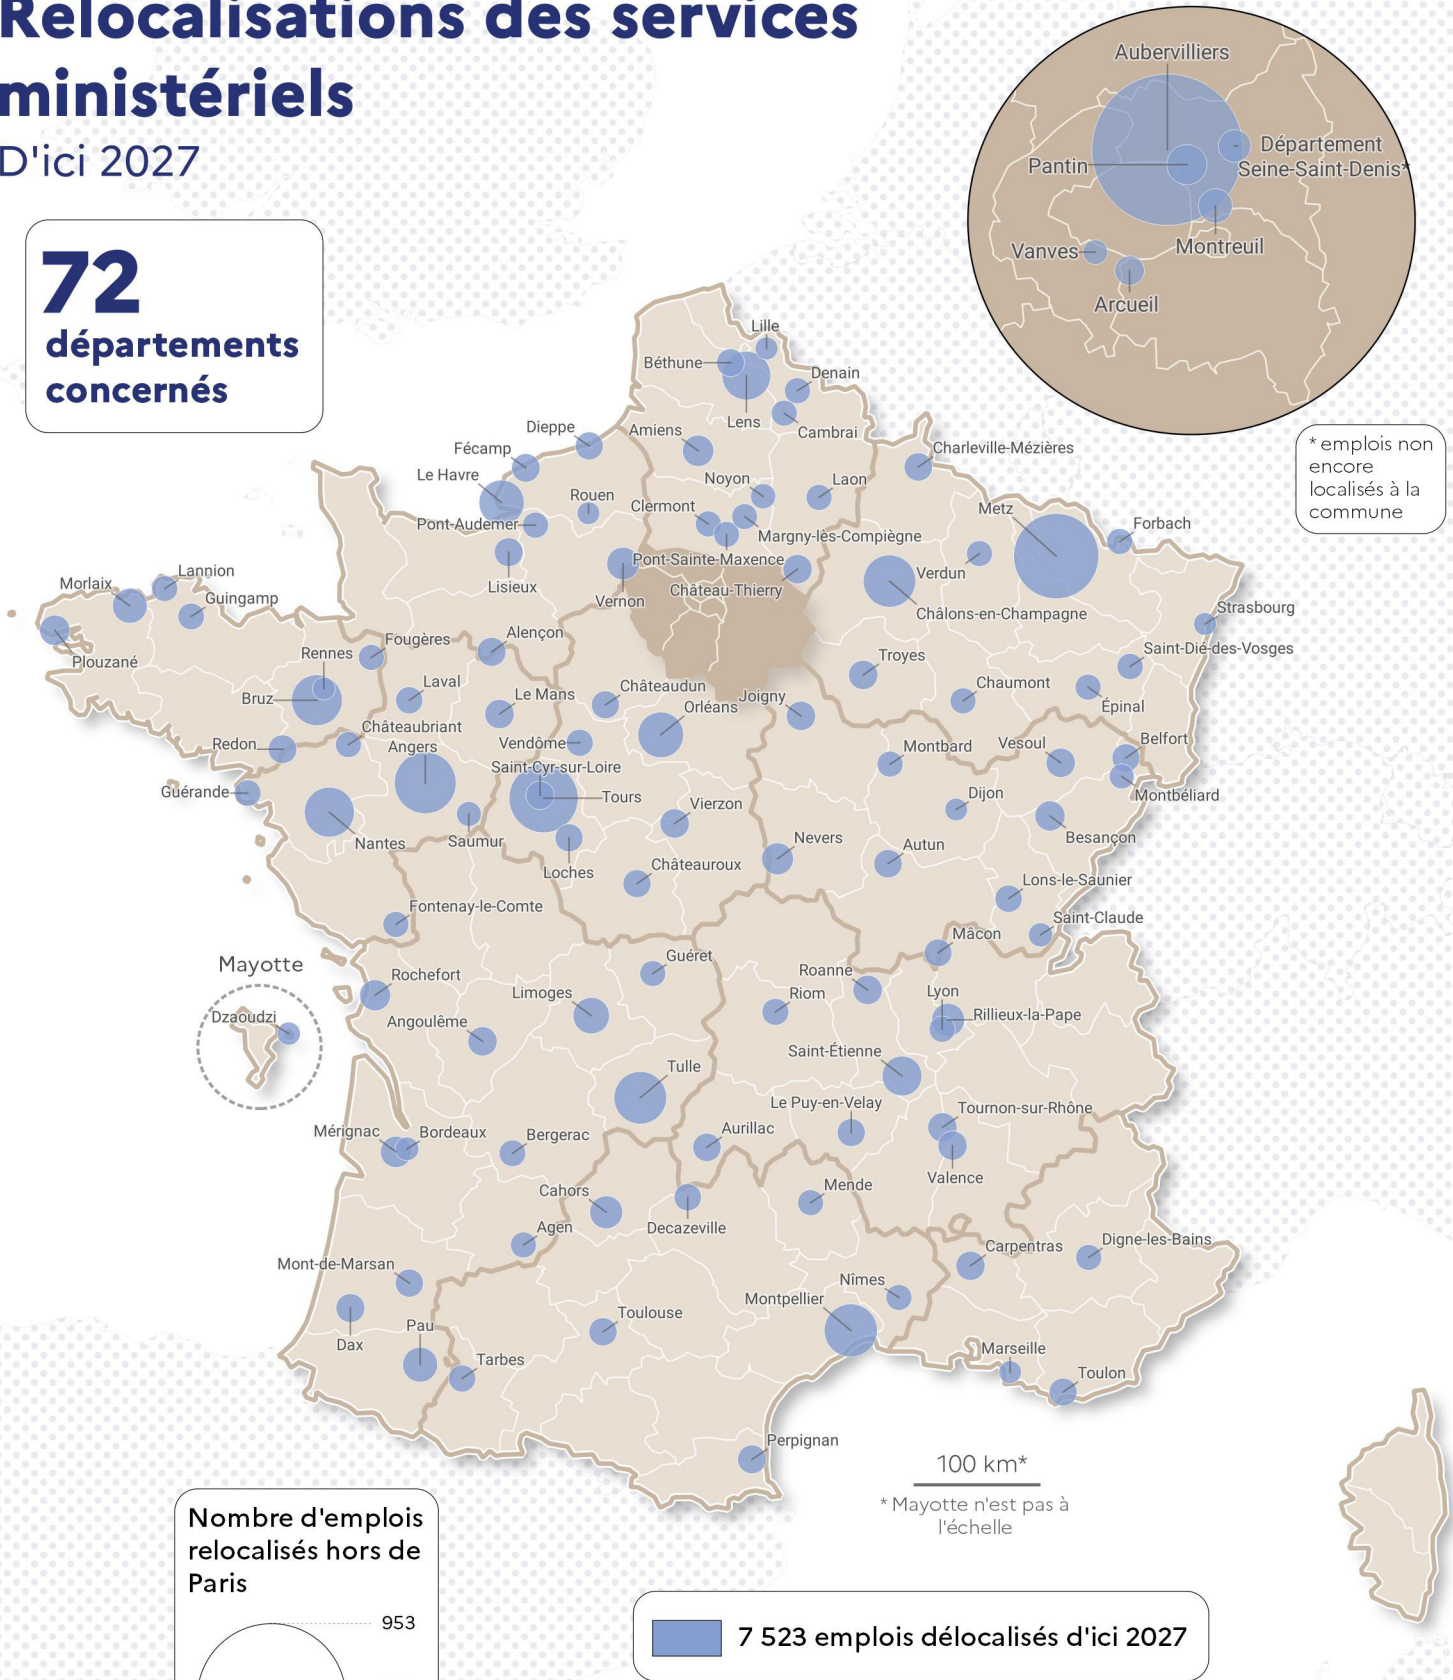 Relocalisations des services
ministériels
D'ici 2027
72
départements
concernés
Aubervilliers
Département
Seine-Saint-Denis*
Pantin
Montreuil
Vanves
Arcueil
* emplois non
encore
localisés à la
commune
Lille
Béthune
Denain
Lens
Cambrai
Dieppe
Amiens
Fécamp
Charleville-Mézières
Le Havre
Noyon
Laon
Rouen
Clermont
Metz
Pont-Audemer
Forbach
Margny-lès-Compiègne
Pont-Sainte-Maxence
Verdun
Lisieux
Château-Thierry
Vernon
Châlons-en-Champagne
Morlaix
Lannion
Guingamp
Strasbourg
Plouzané
Fougères
Alençon
Saint-Dié-des-Vosges
Rennes
Troyes
Laval
Châteaudun
Chaumont
Bruz
Le Mans
Joigny
Orléans
Épinal
Châteaubriant
Redon
Angers
Vendôme
Montbard
Vesoul
Belfort
Saint-Cyr-sur-Loire
Guérande
Tours
Dijon
Montbéliard
Vierzon
Nantes
Saumur
Nevers
Autun
Besançon
Loches
Châteauroux
Lons-le-Saunier
Fontenay-le-Comte
Saint-Claude
Mâcon
Mayotte
Guéret
Rochefort
Roanne
Limoges
Riom
Lyon
Dzaoudzi
Angoulême
Rillieux-la-Pape
Saint-Étienne
Tulle
Le Puy-en-Velay
Tournon-sur-Rhône
Mérignac
Bordeaux
Bergerac
Aurillac
Valence
Cahors
Mende
Decazeville
Agen
Carpentras
Digne-les-Bains
Mont-de-Marsan
Nîmes
Montpellier
Toulouse
Pau
Dax
Tarbes
Marseille
Toulon
Perpignan
100 km*
* Mayotte n'est pas à
l'échelle
Nombre d'emplois
relocalisés hors de
Paris
953
7 523 emplois délocalisés d'ici 2027